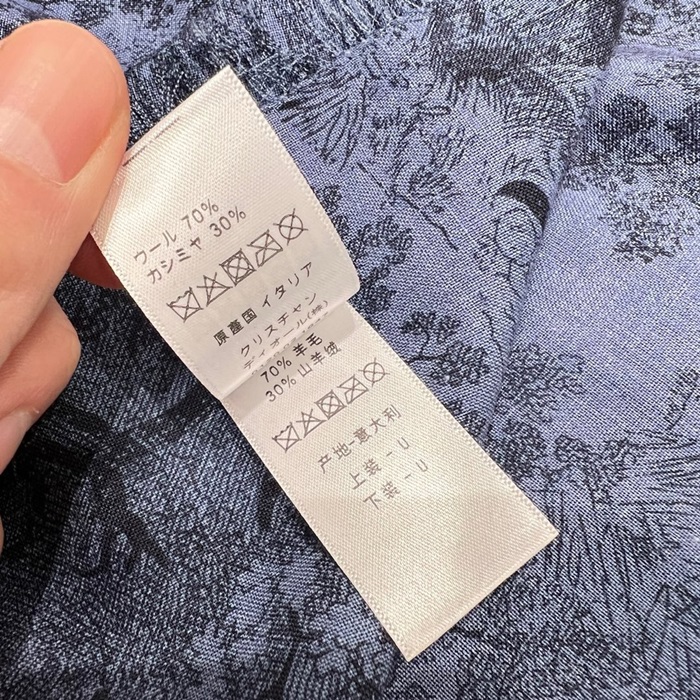 ウール 70%
カシミヤ 30%
原産国 イタリア
クリスチャン
ディオール(株)
70% 羊毛
30% 山羊绒
产地-意大利
上装 - U
下装 - U